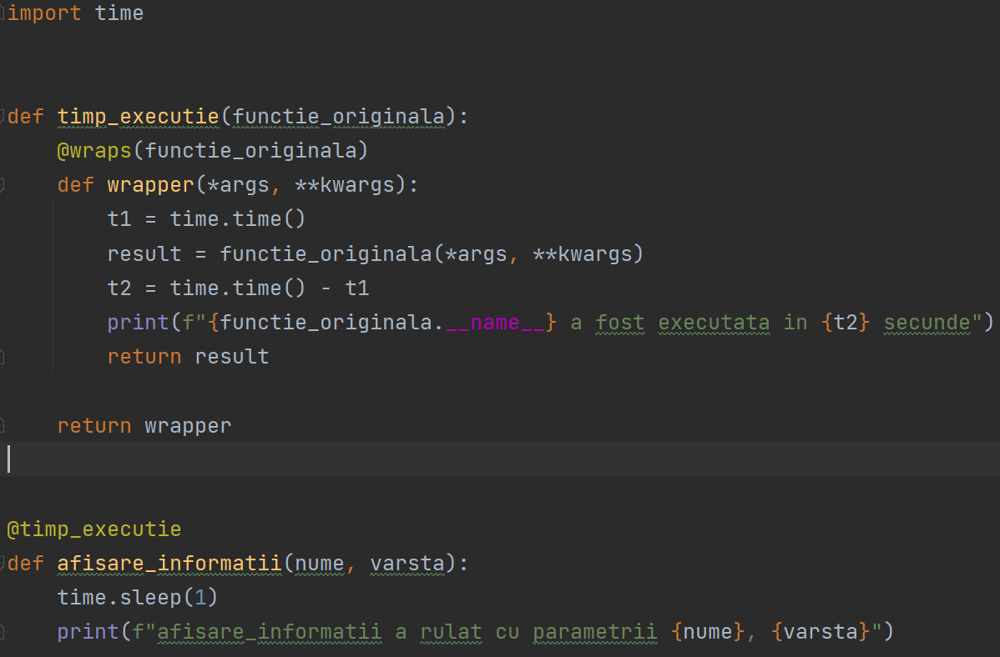 import time
def timp_executie(functie_originala):
    @wraps(functie_originala)
    def wrapper(*args, **kwargs):
        t1 = time.time()
        result = functie_originala(*args, **kwargs)
        t2 = time.time() - t1
        print(f"{functie_originala.__name__} a fost executata in {t2} secunde")
        return result
    return wrapper
@timp_executie
def afisare_informatii(nume, varsta):
    time.sleep(1)
    print(f"afisare_informatii a rulat cu parametrii {nume}, {varsta}")